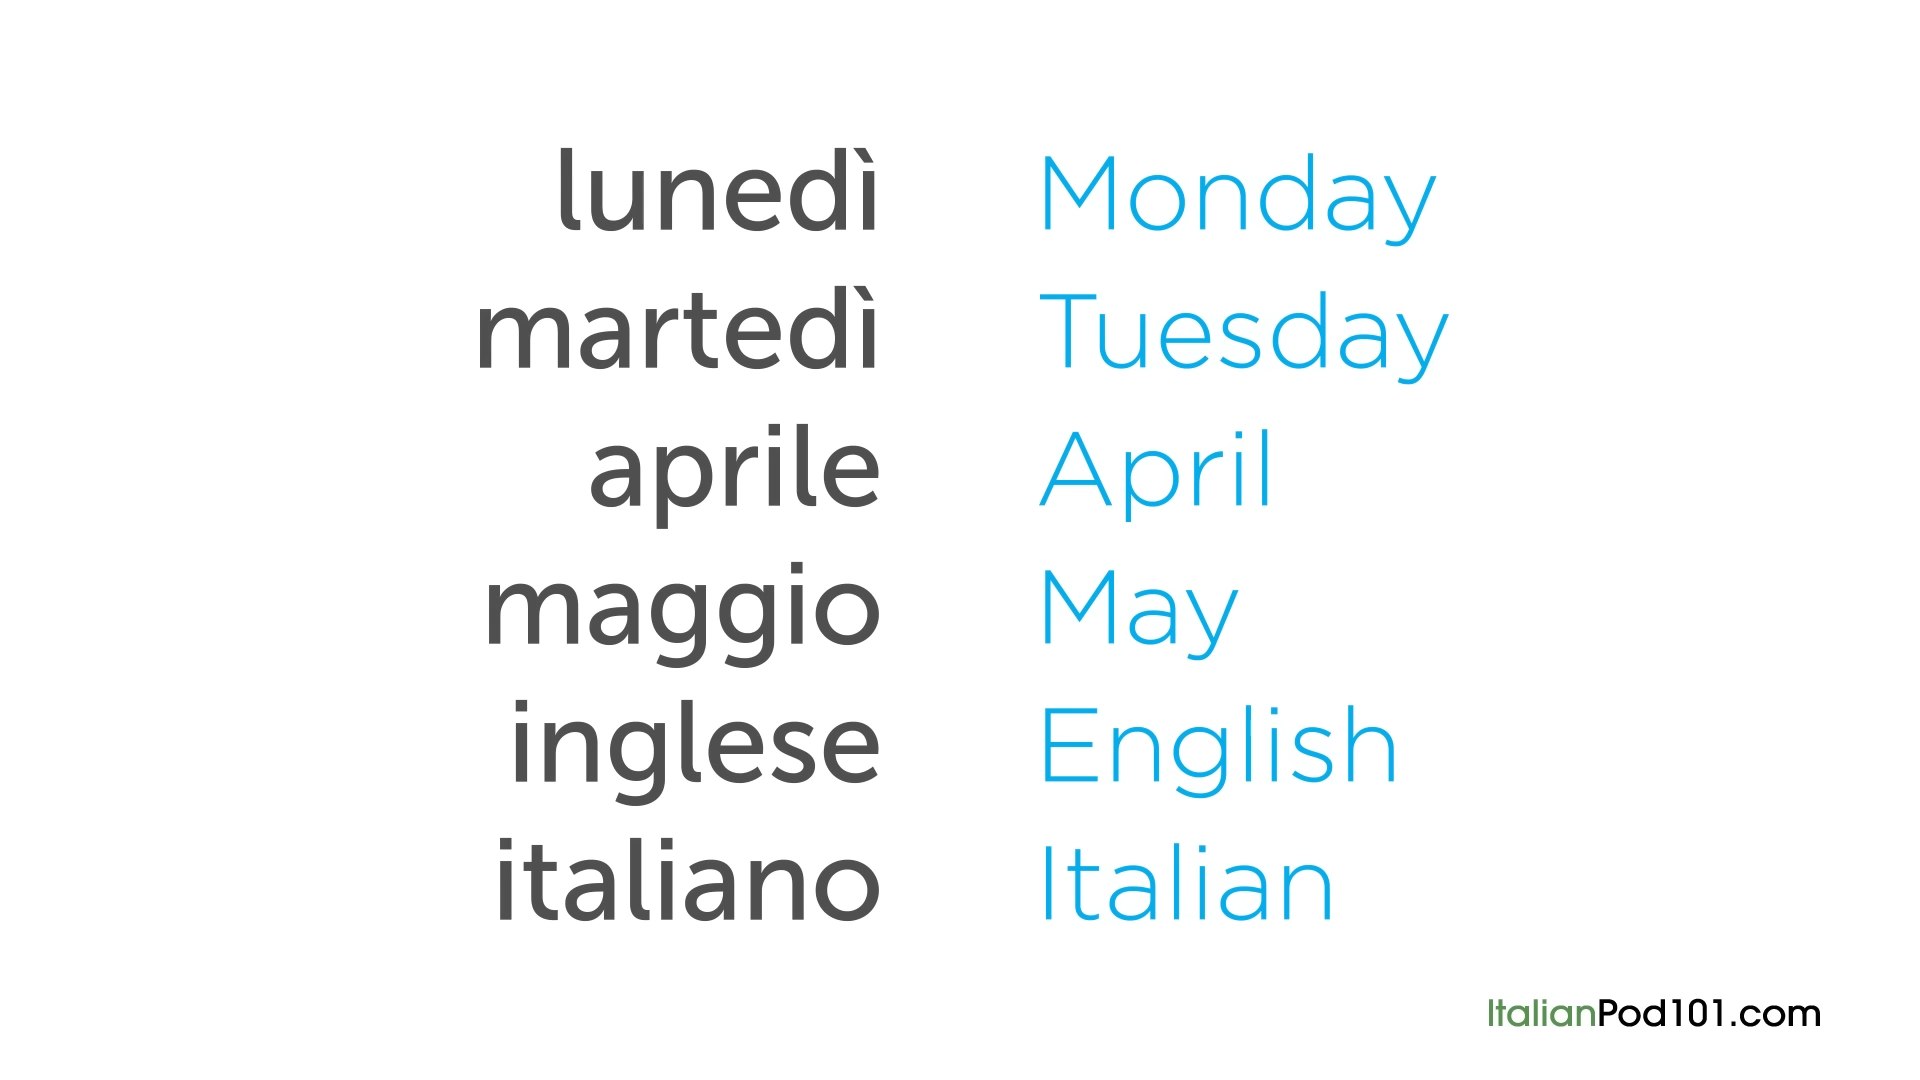 lunedì Monday
martedì Tuesday
aprile April
maggio May
inglese English
italiano Italian
ItalianPod101.com